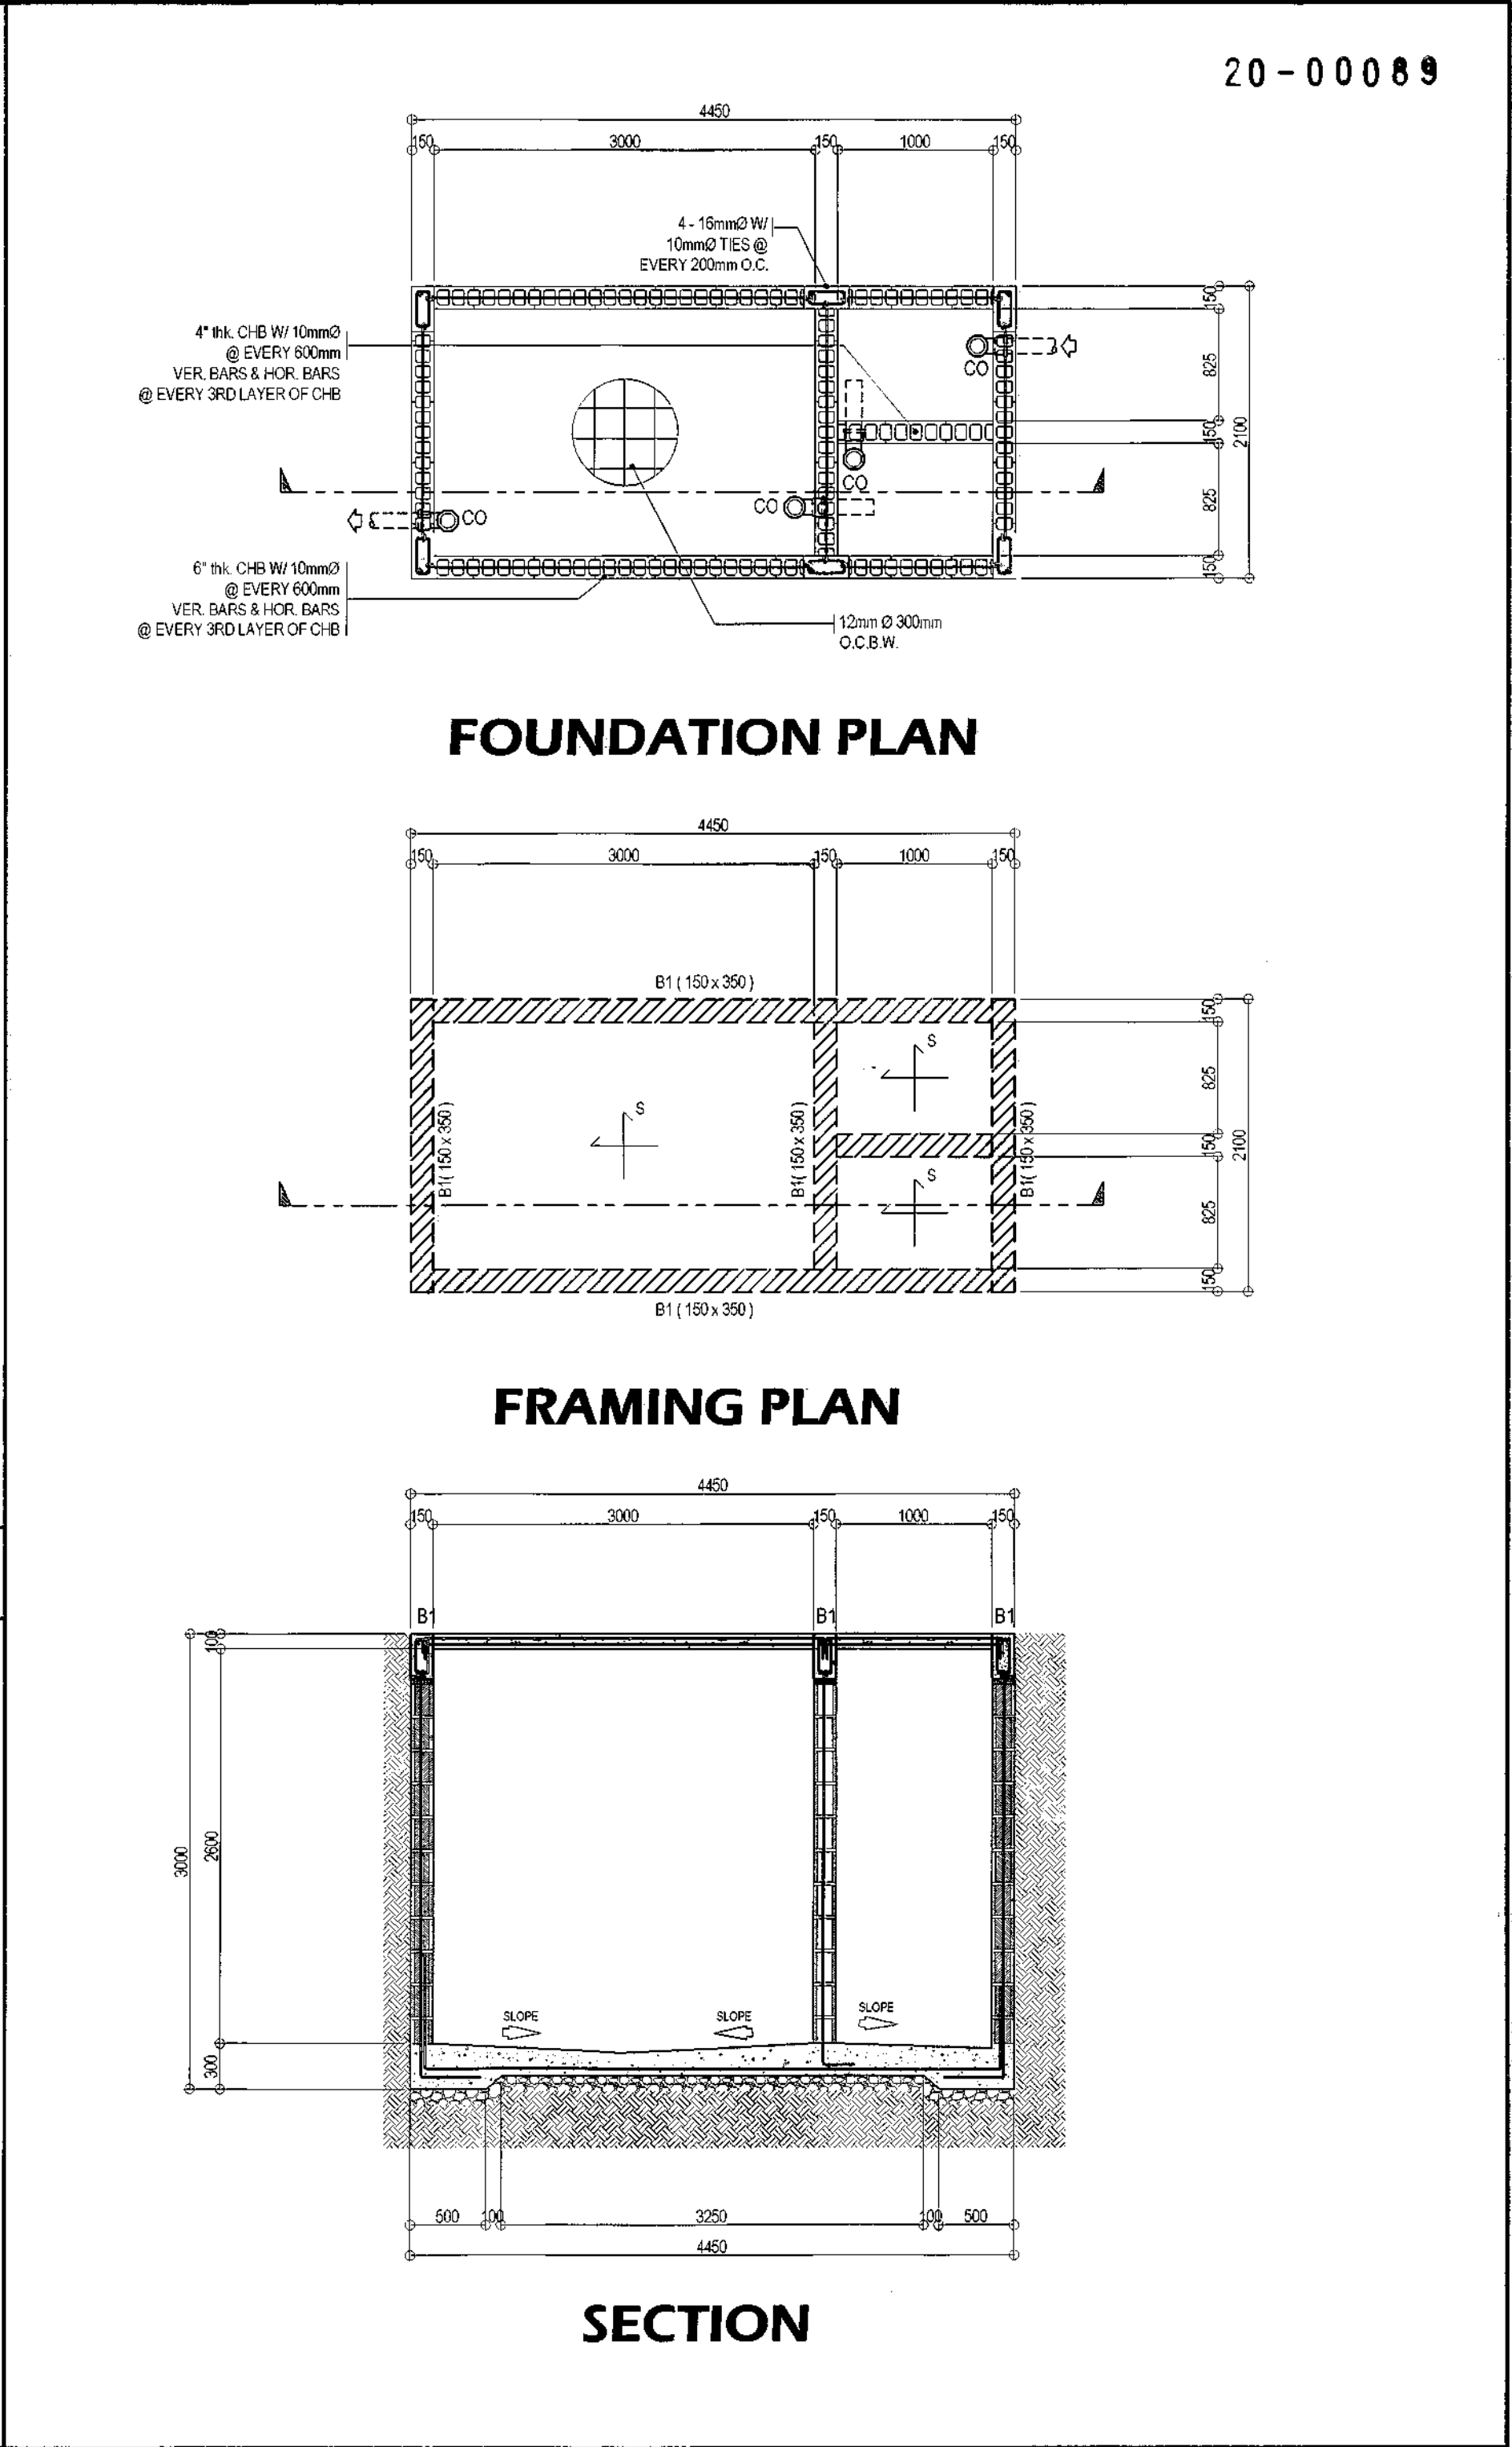 20-00089
4450
150 3000 150 1000 150
4 - 16mmØ W/
10mmØ TIES @
EVERY 200mm O.C.
4" thk. CHB W/ 10mmØ
@ EVERY 600mm
VER. BARS & HOR. BARS
@ EVERY 3RD LAYER OF CHB
CO
CO
CO
CO
150
825
150
825
150
2100
6" thk. CHB W/ 10mmØ
@ EVERY 600mm
VER. BARS & HOR. BARS
@ EVERY 3RD LAYER OF CHB
12mm Ø 300mm
O.C.B.W.
FOUNDATION PLAN
4450
150 3000 150 1000 150
B1 ( 150 x 350 )
S
S
S
B1( 150 x 350 )
B1( 150 x 350 )
B1( 150 x 350 )
150
825
150
825
150
2100
B1 ( 150 x 350 )
FRAMING PLAN
4450
150 3000 150 1000 150
B1 B1 B1
100
2600
3000
300
SLOPE SLOPE SLOPE
500 100 3250 100 500
4450
SECTION